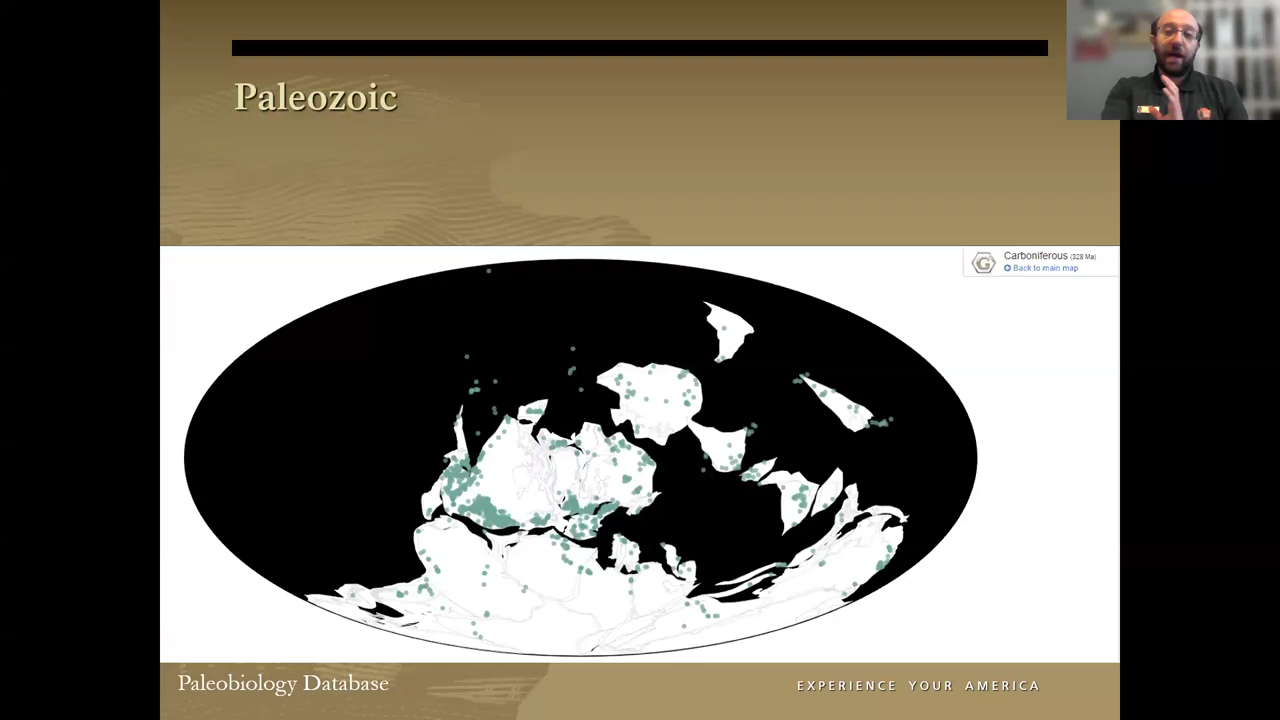 Paleozoic
Carboniferous (328 Ma)
Back to main map
Paleobiology Database
EXPERIENCE YOUR AMERICA